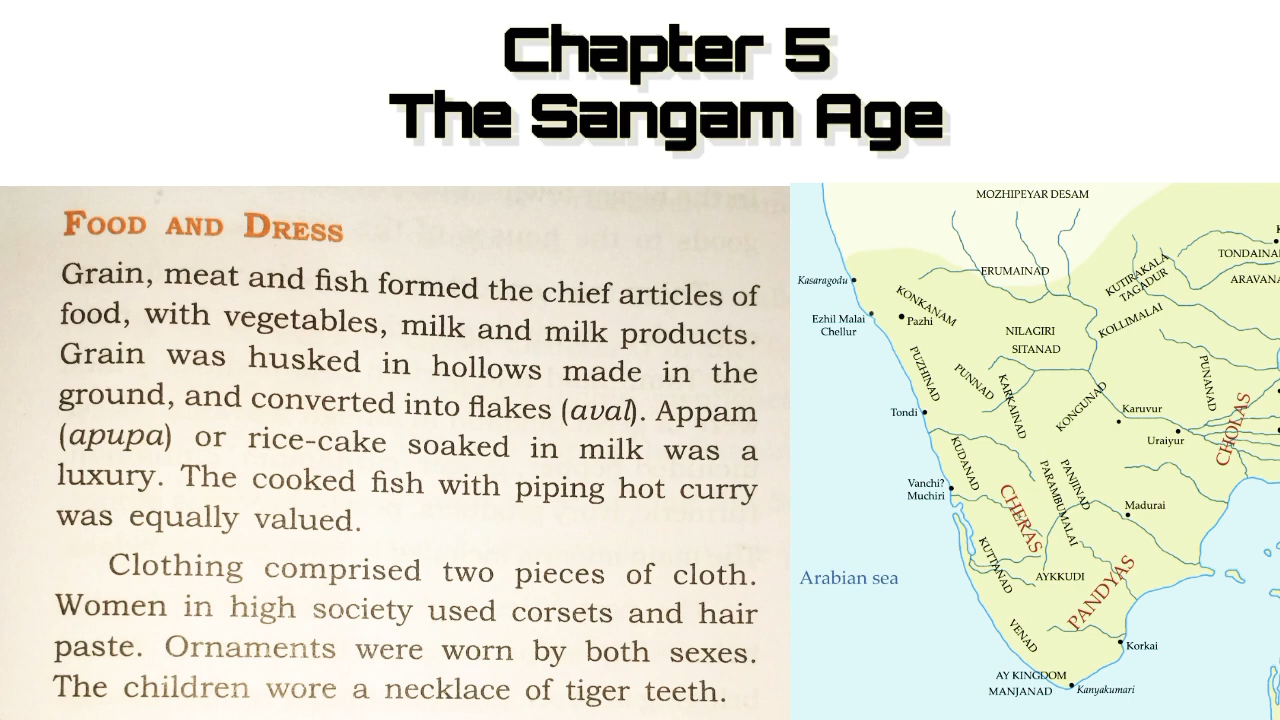 Chapter 5
The Sangam Age
FOOD AND DRESS
Grain, meat and fish formed the chief articles of
food, with vegetables, milk and milk products.
Grain was husked in hollows made in the
ground, and converted into flakes (aval). Appam
(apupa) or rice-cake soaked in milk was a
luxury. The cooked fish with piping hot curry
was equally valued.
Clothing comprised two pieces of cloth.
Women in high society used corsets and hair
paste. Ornaments were worn by both sexes.
The children wore a necklace of tiger teeth.
MOZHIPEYAR DESAM
TONDAINA
ARAVANA
KUTIRAKALA
TAGADUR
ERUMAINAD
Kasaragodu
KONKANAM
Ezhil Malai
Chellur
Pazhi
KOLLIMALAI
NILAGIRI
SITANAD
PUZHINAD
PUNNAD
KARKAINAD
PUNANAD
KONGUNAD
Karuvur
CHOLAS
Tondi
Uraiyur
KUDANAD
PANJINAD
PARAMBUMALAI
Vanchi?
Muchiri
CHERAS
Madurai
KUTTANAD
Arabian sea
AYKKUDI
PANDYAS
VENAD
Korkai
AY KINGDOM
MANJANAD
Kanyakumari